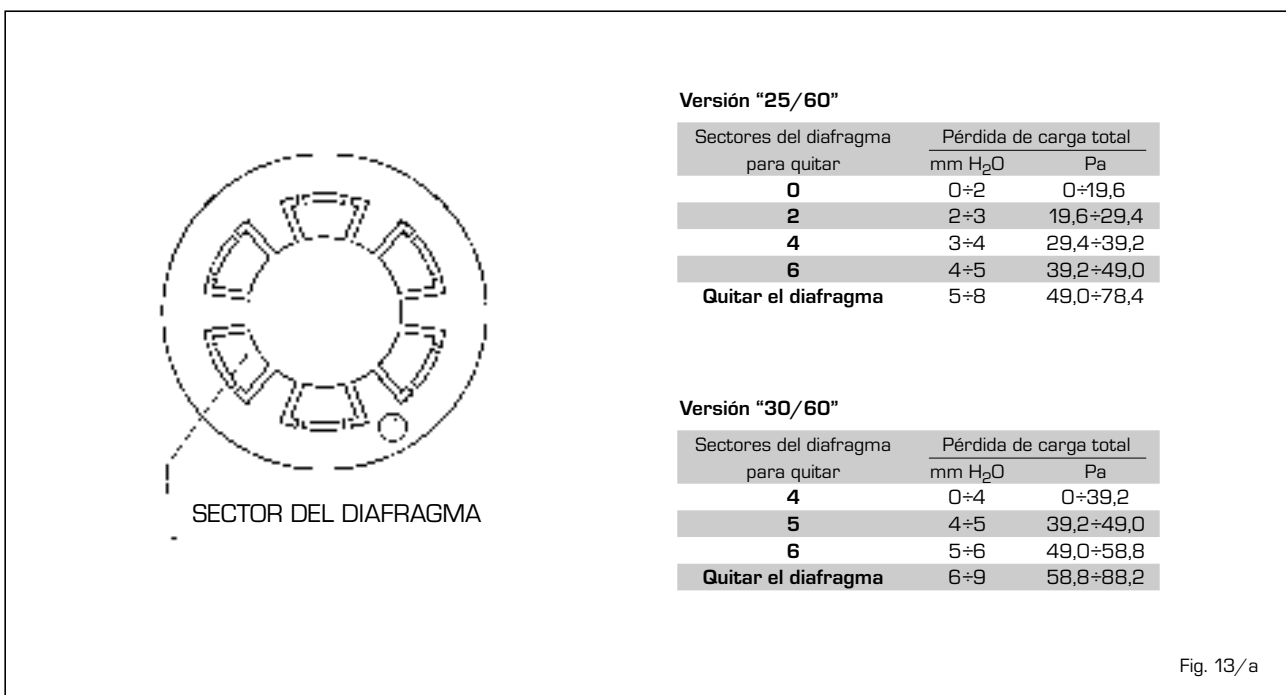 SECTOR DEL DIAFRAGMA
Versión “25/60”
Sectores del diafragma Pérdida de carga total
para quitar mm H₂O Pa
0 0÷2 0÷19,6
2 2÷3 19,6÷29,4
4 3÷4 29,4÷39,2
6 4÷5 39,2÷49,0
Quitar el diafragma 5÷8 49,0÷78,4
Versión “30/60”
Sectores del diafragma Pérdida de carga total
para quitar mm H₂O Pa
4 0÷4 0÷39,2
5 4÷5 39,2÷49,0
6 5÷6 49,0÷58,8
Quitar el diafragma 6÷9 58,8÷88,2
Fig. 13/a